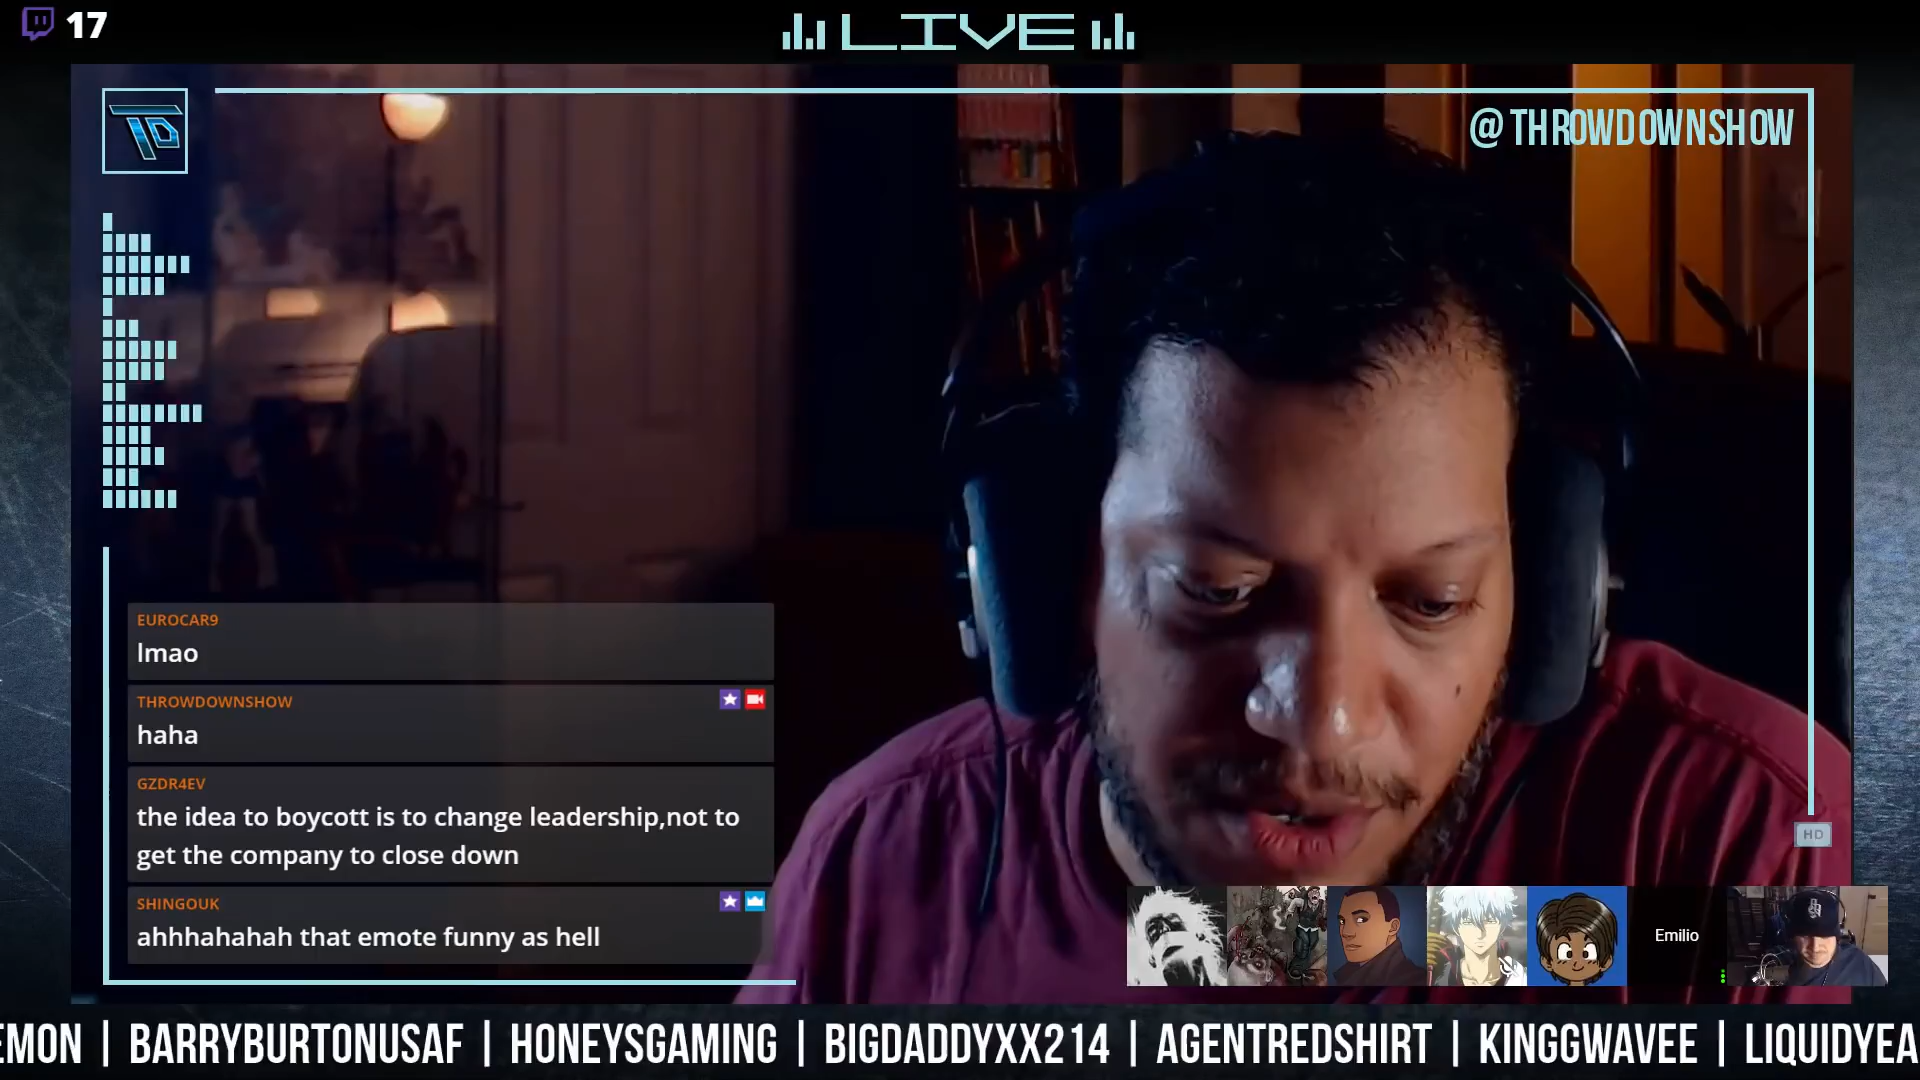 17
LIVE
TD
@THROWDOWNSHOW
EUROCAR9
lmao
THROWDOWNSHOW
haha
GZDR4EV
the idea to boycott is to change leadership,not to
get the company to close down
SHINGOUK
ahhhahahah that emote funny as hell
HD
Emilio
EMON | BARRYBURTONUSAF | HONEYSGAMING | BIGDADDYXX214 | AGENTREDSHIRT | KINGGWAVEE | LIQUIDYEA